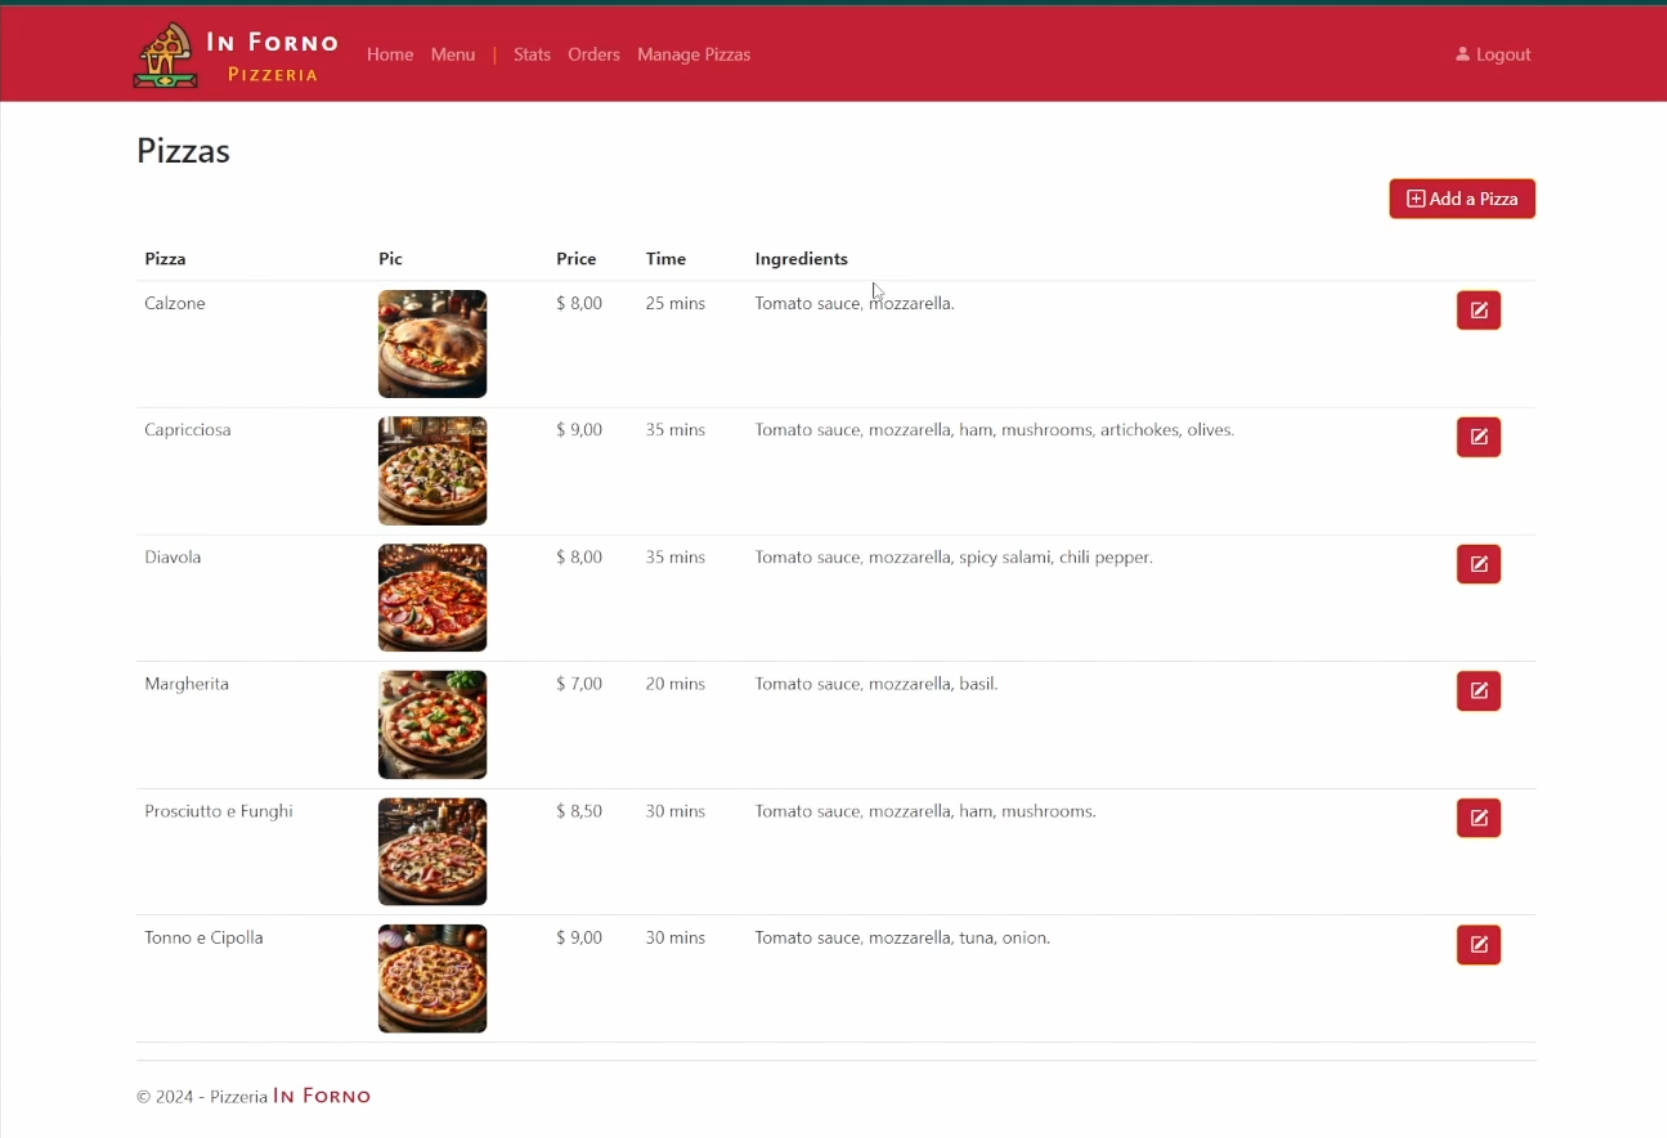 IN FORNO
PIZZERIA
Home Menu | Stats Orders Manage Pizzas
Logout
Pizzas
Add a Pizza
Pizza Pic Price Time Ingredients
Calzone $ 8,00 25 mins Tomato sauce, mozzarella.
Capricciosa $ 9,00 35 mins Tomato sauce, mozzarella, ham, mushrooms, artichokes, olives.
Diavola $ 8,00 35 mins Tomato sauce, mozzarella, spicy salami, chili pepper.
Margherita $ 7,00 20 mins Tomato sauce, mozzarella, basil.
Prosciutto e Funghi $ 8,50 30 mins Tomato sauce, mozzarella, ham, mushrooms.
Tonno e Cipolla $ 9,00 30 mins Tomato sauce, mozzarella, tuna, onion.
© 2024 - Pizzeria IN FORNO